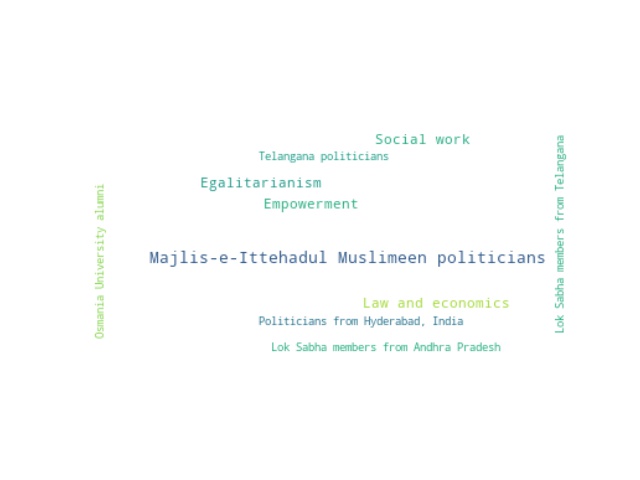 Social work
Telangana politicians
Egalitarianism
Empowerment
Majlis-e-Ittehadul Muslimeen politicians
Law and economics
Politicians from Hyderabad, India
Lok Sabha members from Andhra Pradesh
Osmania University alumni
Lok Sabha members from Telangana